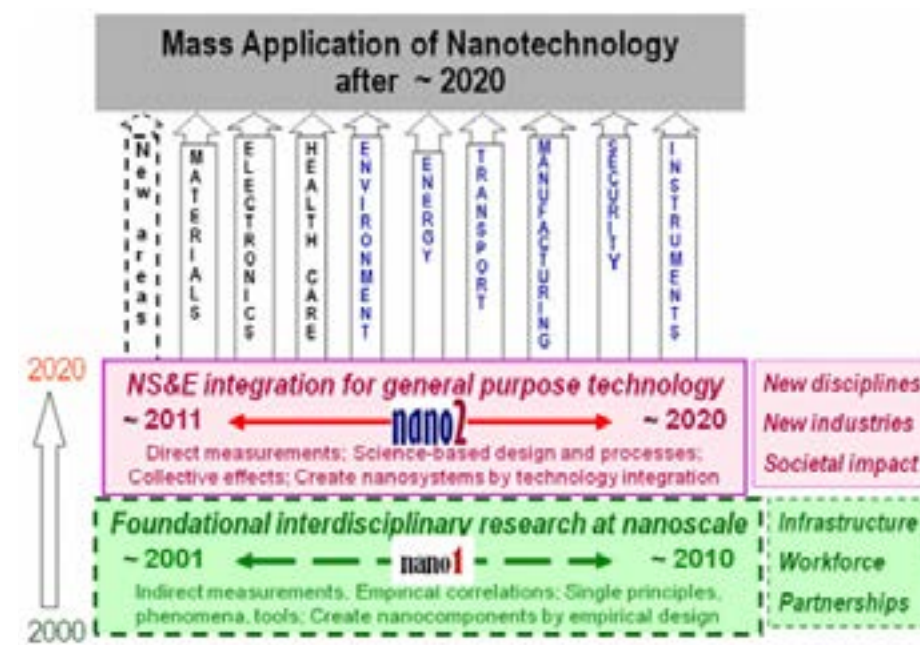 Mass Application of Nanotechnology
after ~ 2020
New areas
MATERIALS
ELECTRONICS
HEALTH CARE
ENVIRONMENT
ENERGY
TRANSPORT
MANUFACTURING
SECURITY
INSTRUMENTS
2020
NS&E integration for general purpose technology
~ 2011
nano2
~ 2020
Direct measurements; Science-based design and processes;
Collective effects; Create nanosystems by technology integration
New disciplines
New industries
Societal impact
Foundational interdisciplinary research at nanoscale
~ 2001
nano1
~ 2010
Indirect measurements, Empirical correlations; Single principles,
phenomena, tools; Create nanocomponents by empirical design
Infrastructure
Workforce
Partnerships
2000